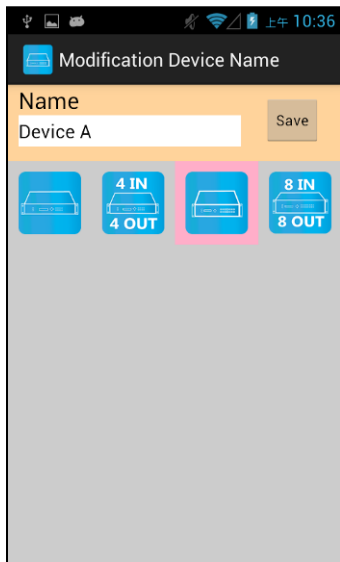 上午 10:36
Modification Device Name
Name
Device A
Save
4 IN
4 OUT
8 IN
8 OUT